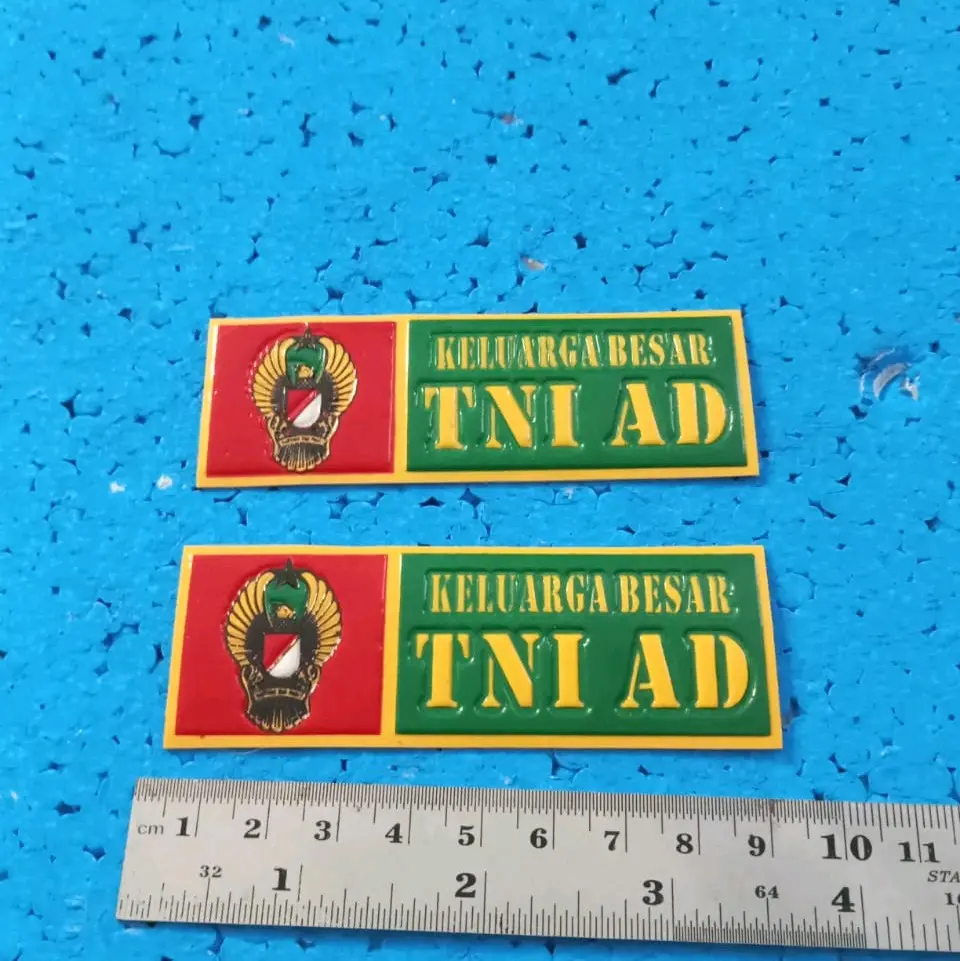 KELUARGA BESAR
TNI AD
KELUARGA BESAR
TNI AD
cm 1 2 3 4 5 6 7 8 9 10 11
32 1 2 3 64 4
STA